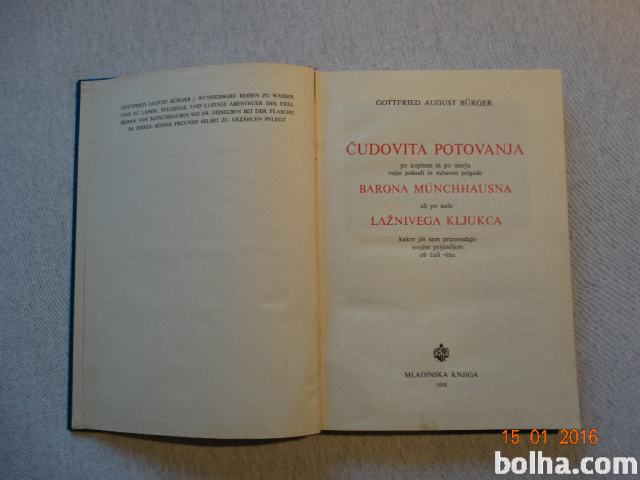 GOTTFRIED AUGUST BÜRGER / WUNDERBARE REISEN ZU WASSER
UND ZU LANDE, FELDZÜGE UND LUSTIGE ABENTEUER DES FREI-
HERRN VON MÜNCHHAUSEN WIE ER DIESELBEN BEI DER FLASCHE
IM ZIRKEL SEINER FREUNDE SELBST ZU ERZÄHLEN PFLEGT
GOTTFRIED AUGUST BÜRGER
ČUDOVITA POTOVANJA
po kopnem in po morju
vojni pohodi in zabavne prigode
BARONA MÜNCHHAUSNA
ali po naše
LAŽNIVEGA KLJUKCA
kakor jih sam pripoveduje
svojim prijateljem
ob čaši vina
MLADINSKA KNJIGA
15 01 2016
bolha.com